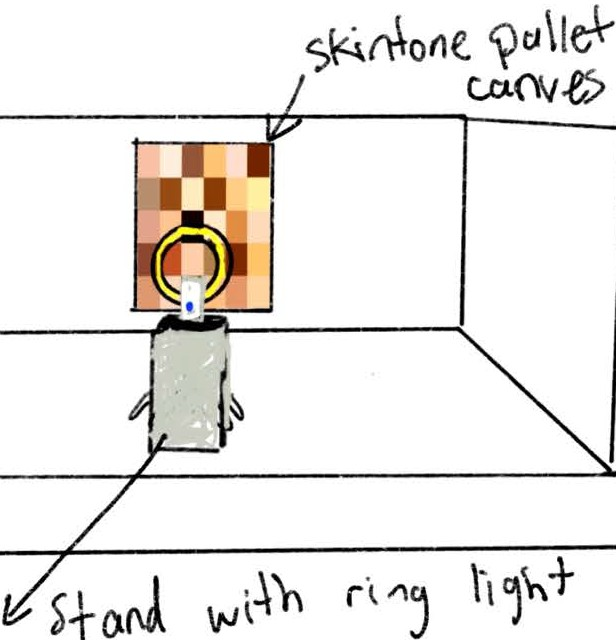 skintone pallet
canves
stand with ring light